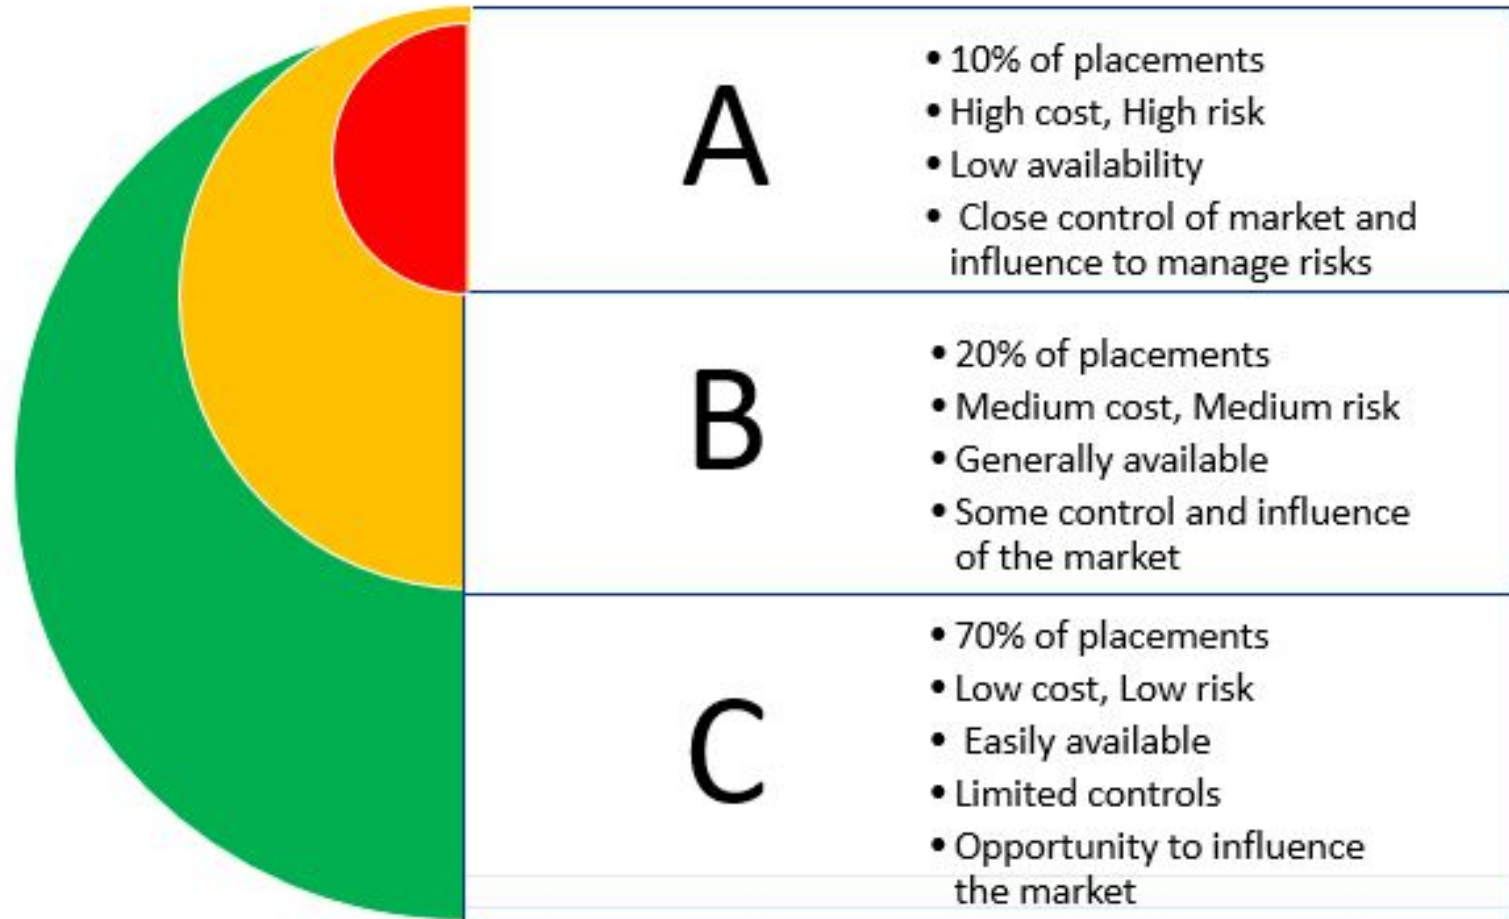 A
• 10% of placements
• High cost, High risk
• Low availability
• Close control of market and
influence to manage risks
B
• 20% of placements
• Medium cost, Medium risk
• Generally available
• Some control and influence
of the market
C
• 70% of placements
• Low cost, Low risk
• Easily available
• Limited controls
• Opportunity to influence
the market